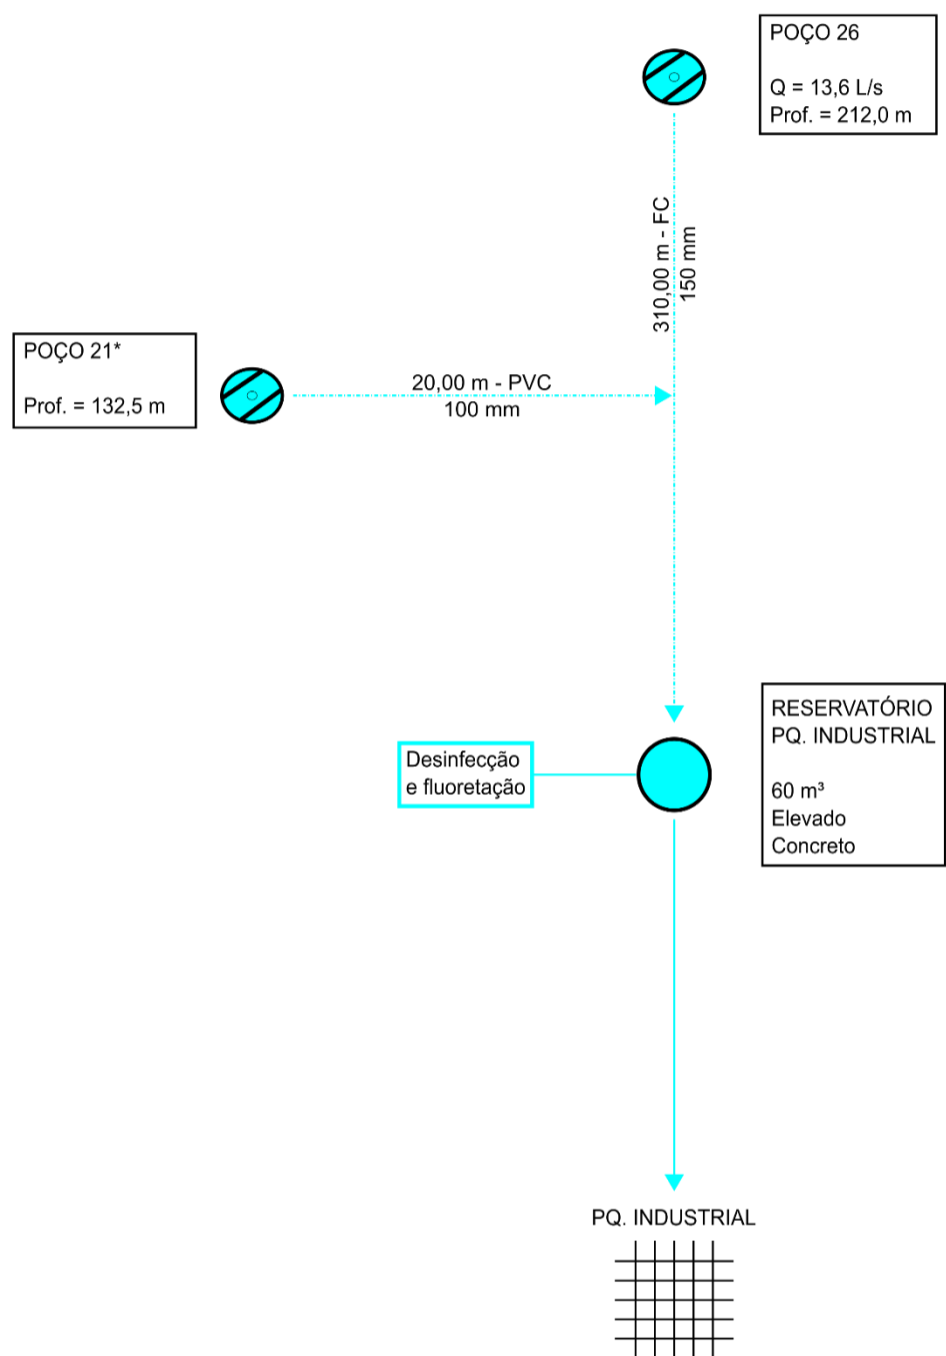 POÇO 26
Q = 13,6 L/s
Prof. = 212,0 m
310,00 m - FC
150 mm
POÇO 21*
Prof. = 132,5 m
20,00 m - PVC
100 mm
RESERVATÓRIO
PQ. INDUSTRIAL
60 m³
Elevado
Concreto
Desinfecção
e fluoretação
PQ. INDUSTRIAL